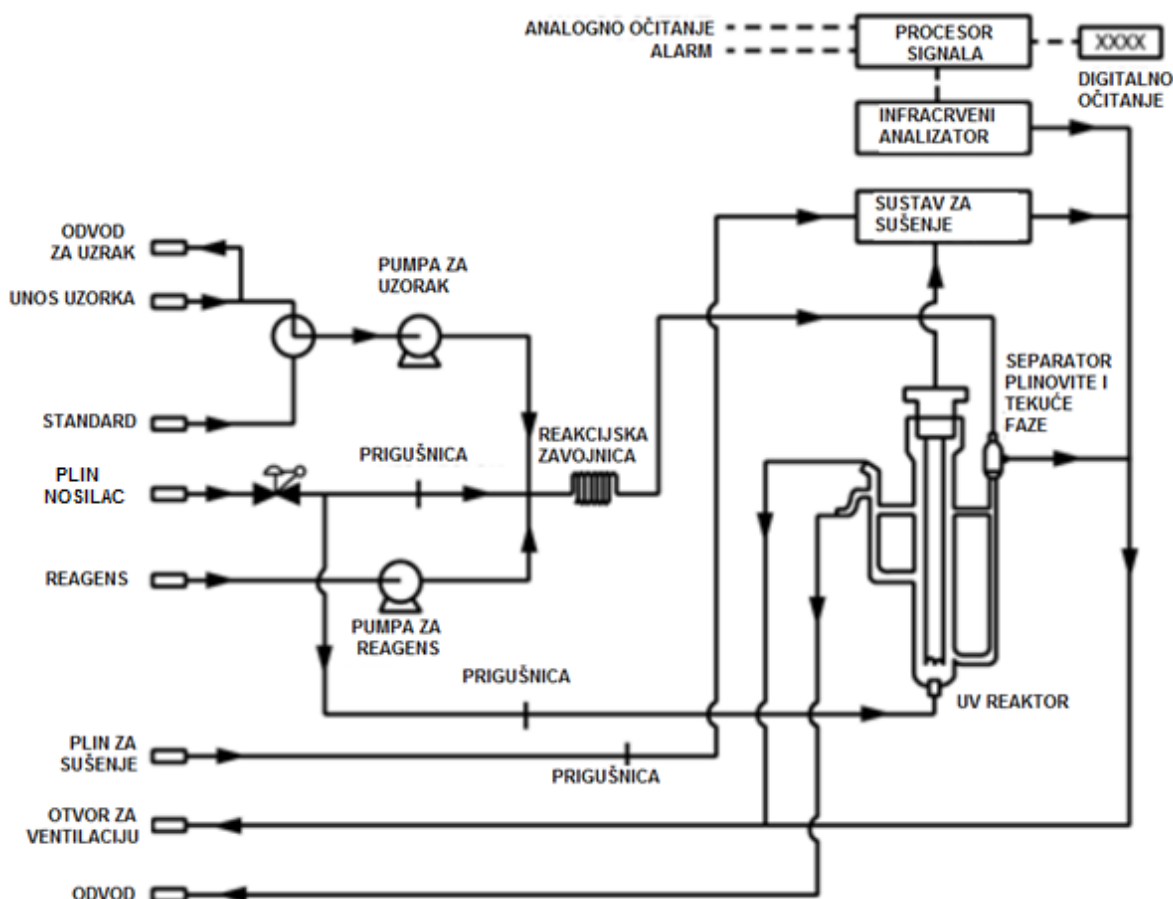 ANALOGNO OČITANJE
ALARM
PROCESOR
SIGNALA
XXXX
DIGITALNO
OČITANJE
INFRACRVENI
ANALIZATOR
SUSTAV ZA
SUŠENJE
ODVOD
ZA UZRAK
UNOS UZORKA
PUMPA ZA
UZORAK
STANDARD
PLIN
NOSILAC
PRIGUŠNICA
REAKCIJSKA
ZAVOJNICA
SEPARATOR
PLINOVITE I
TEKUĆE
FAZE
REAGENS
PUMPA ZA
REAGENS
PRIGUŠNICA
UV REAKTOR
PLIN ZA
SUŠENJE
PRIGUŠNICA
OTVOR ZA
VENTILACIJU
ODVOD